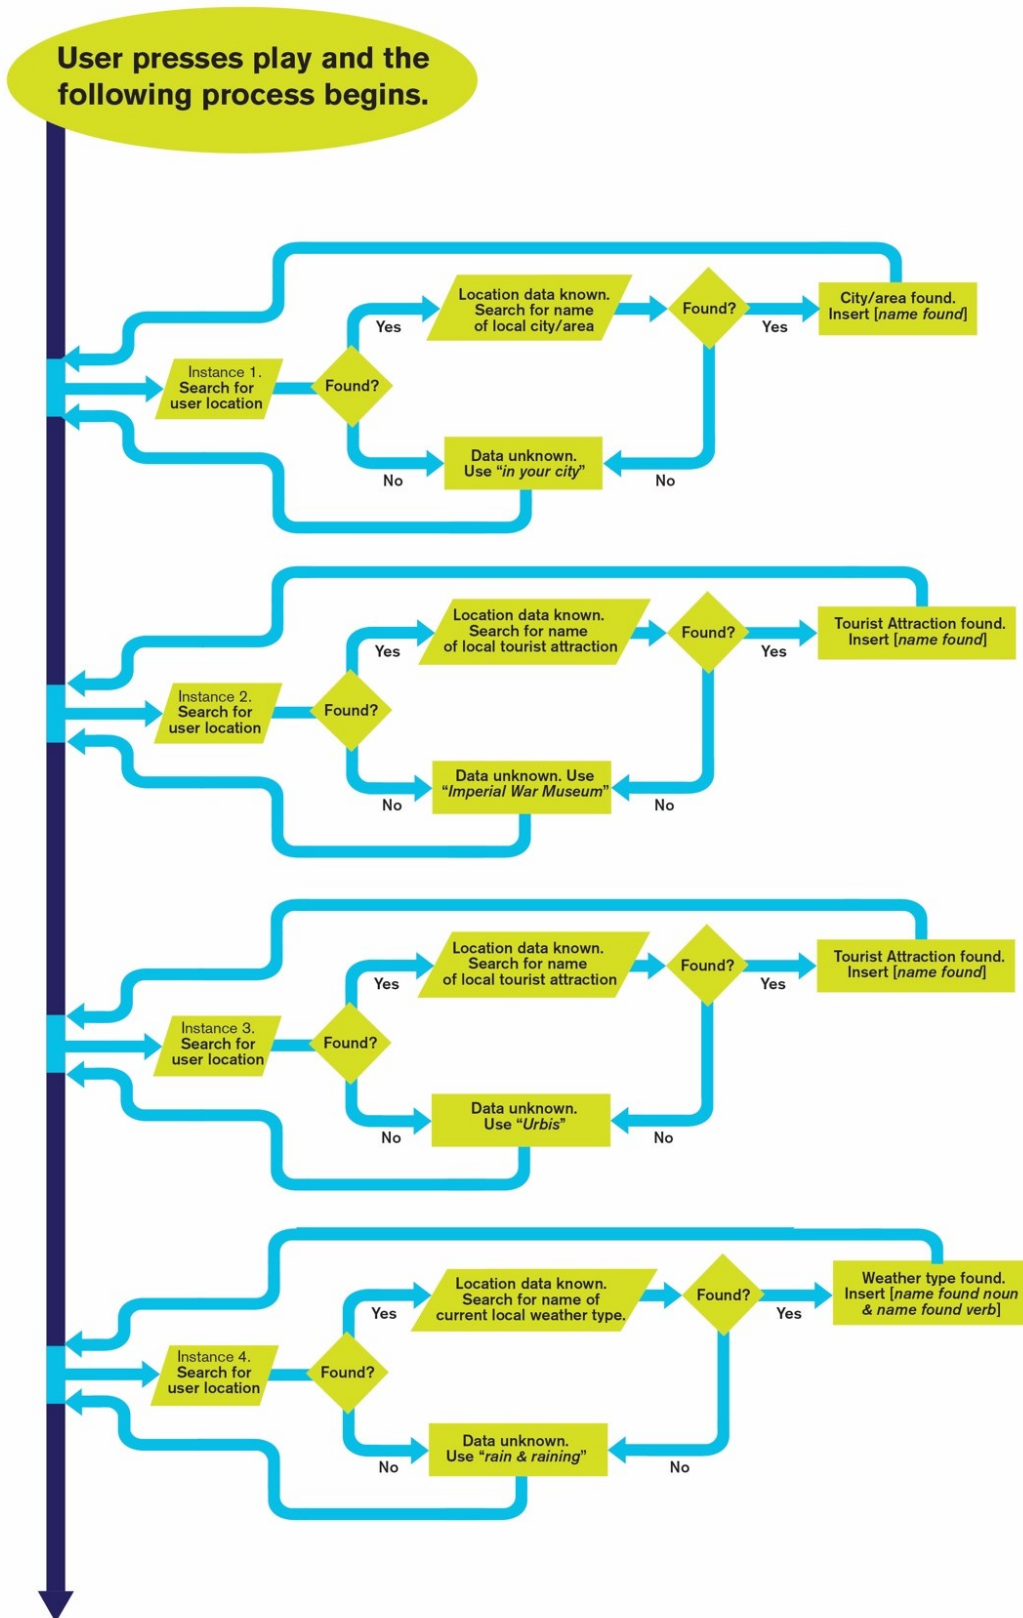 User presses play and the
following process begins.
Location data known.
Search for name
of local city/area
Found?
City/area found.
Insert [name found]
Yes
Yes
Instance 1.
Search for
user location
Found?
Data unknown.
Use “in your city”
No
No
Location data known.
Search for name
of local tourist attraction
Found?
Tourist Attraction found.
Insert [name found]
Yes
Yes
Instance 2.
Search for
user location
Found?
Data unknown. Use
“Imperial War Museum”
No
No
Location data known.
Search for name
of local tourist attraction
Found?
Tourist Attraction found.
Insert [name found]
Yes
Yes
Instance 3.
Search for
user location
Found?
Data unknown.
Use “Urbis”
No
No
Location data known.
Search for name of
current local weather type.
Found?
Weather type found.
Insert [name found noun
& name found verb]
Yes
Yes
Instance 4.
Search for
user location
Found?
Data unknown.
Use “rain & raining”
No
No